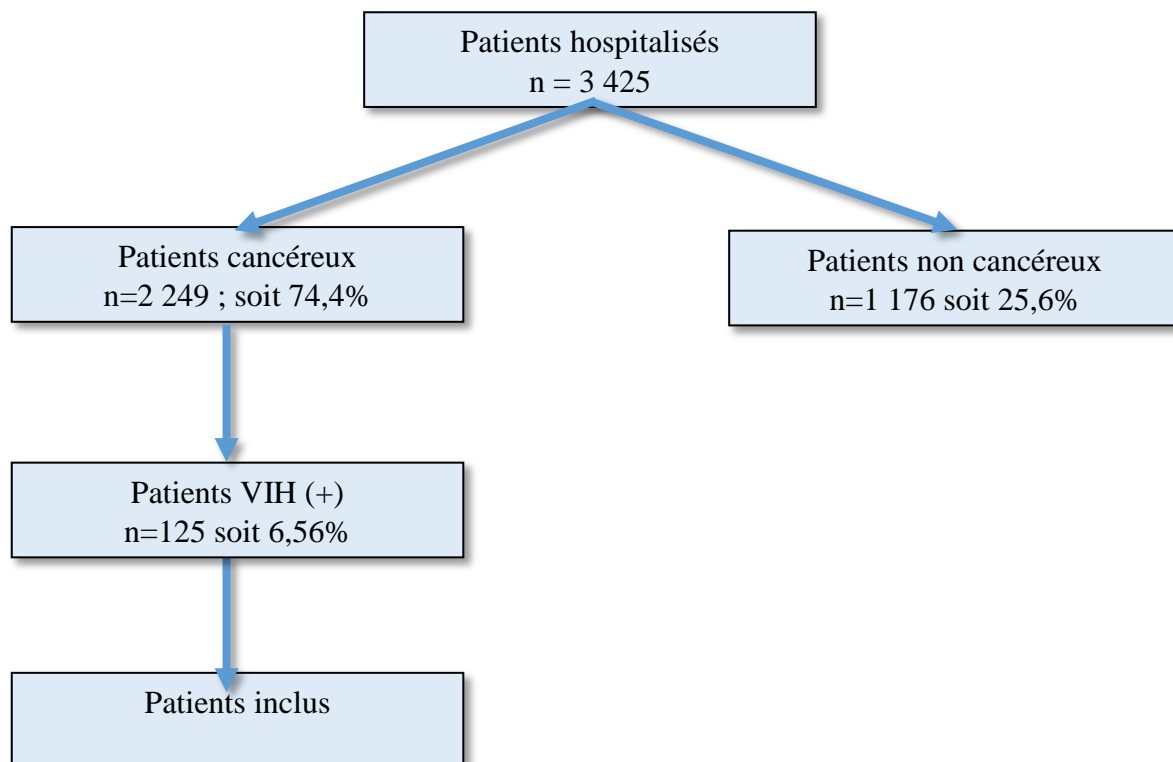 Patients hospitalisés
n = 3 425
Patients cancéreux
n=2 249 ; soit 74,4%
Patients non cancéreux
n=1 176 soit 25,6%
Patients VIH (+)
n=125 soit 6,56%
Patients inclus